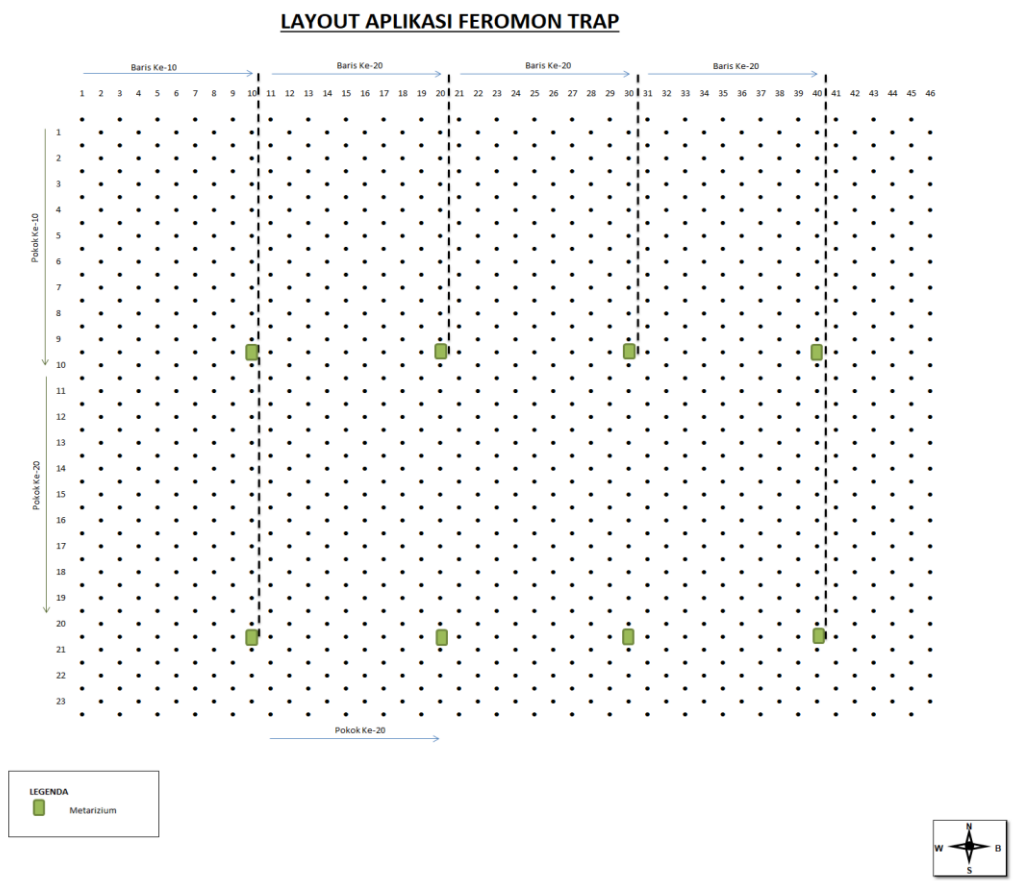 LAYOUT APLIKASI FEROMON TRAP
Baris Ke-10 Baris Ke-20 Baris Ke-20 Baris Ke-20
1 2 3 4 5 6 7 8 9 10 11 12 13 14 15 16 17 18 19 20 21 22 23 24 25 26 27 28 29 30 31 32 33 34 35 36 37 38 39 40 41 42 43 44 45 46
Pokok Ke-10
1
2
3
4
5
6
7
8
9
10
Pokok Ke-20
11
12
13
14
15
16
17
18
19
20
21
22
23
Pokok Ke-20
LEGENDA
Metarizium
N
W B
S